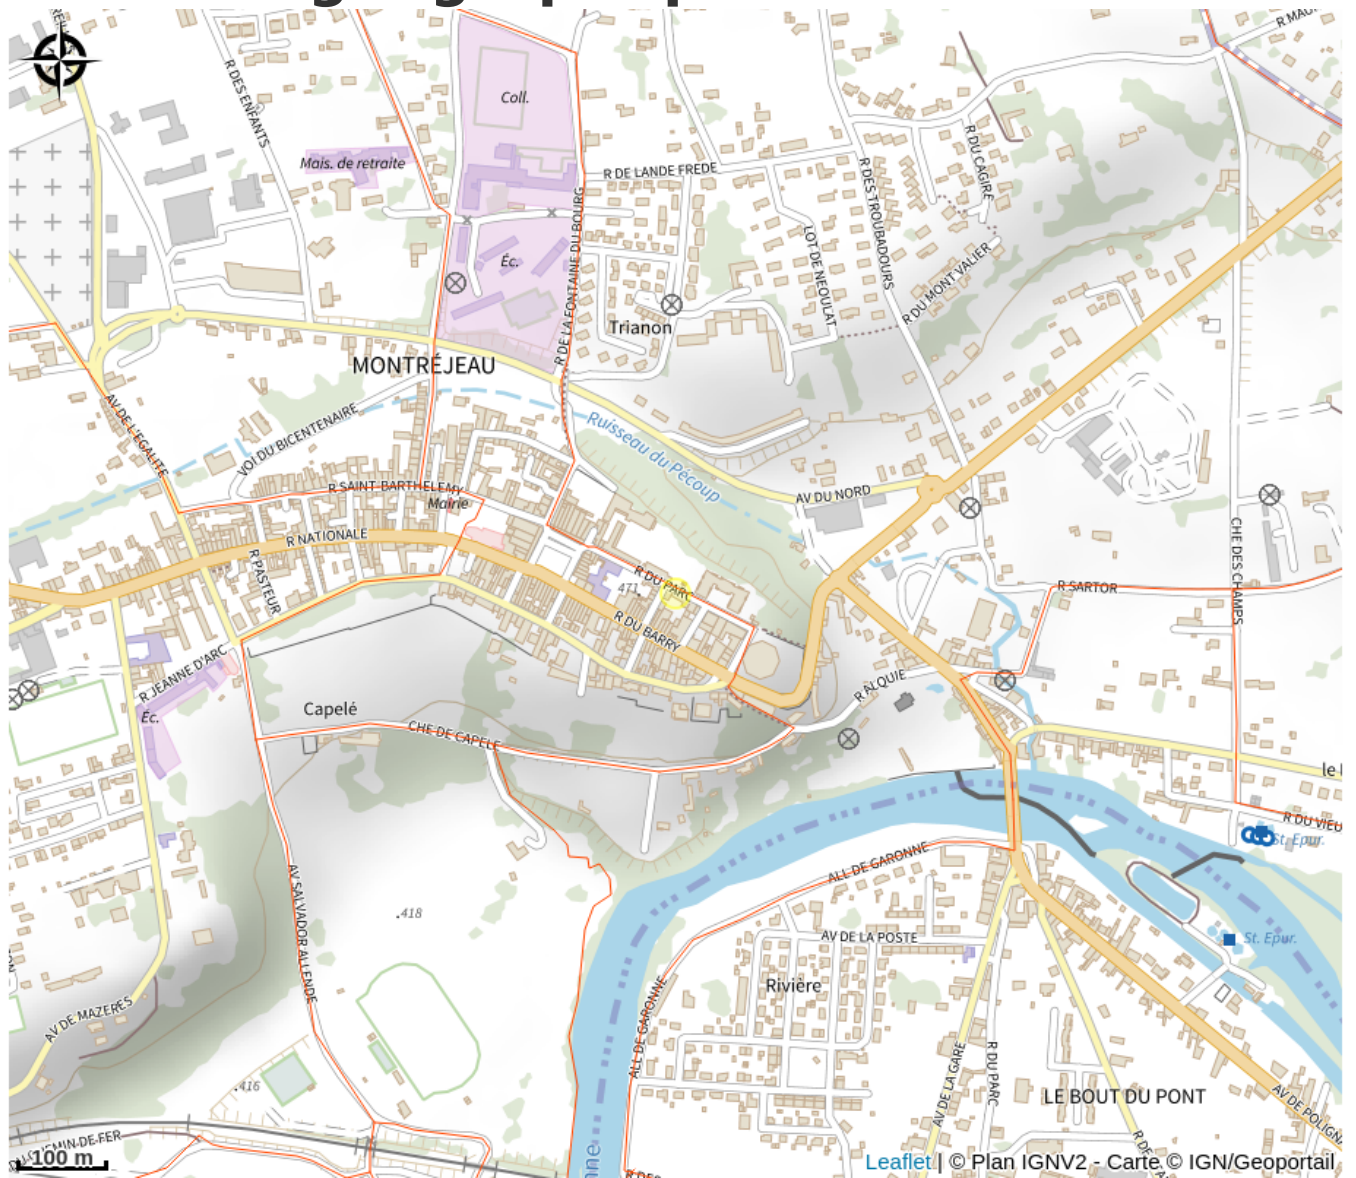 R DES ENFANTS
Coll.
Mais. de retraite
R DE LANDE FREDE
R DU CAGIRE
R DES TROUBADOURS
Éc.
R DE LA FONTAINE DU BOURG
LOT DE NEOULAT
R DU MONT VALIER
Trianon
MONTRÉJEAU
AV DE L'EGALITE
VOI DU BICENTENAIRE
Ruisseau du Pécoup
R SAINT-BARTHELEMY
Mairie
AV DU NORD
R NATIONALE
R PASTEUR
CHE DES CHAMPS
R DU PARC
471
R SARTOR
R DU BARRY
R JEANNE D'ARC
R ALQUIE
Éc.
Capelé
CHE DE CAPELE
R DU VIEU
St. Epur.
ALL DE GARONNE
AV SALVADOR ALLENDE
.418
AV DE LA POSTE
St. Epur.
Rivière
ALL DE GARONNE
AV DE MAZERES
AV DE LA GARE
R DU PARC
.416
LE BOUT DU PONT
AV DE POLIGN
CHEMIN DE FER
100 m
Leaflet | © Plan IGNV2 - Carte © IGN/Geoportail